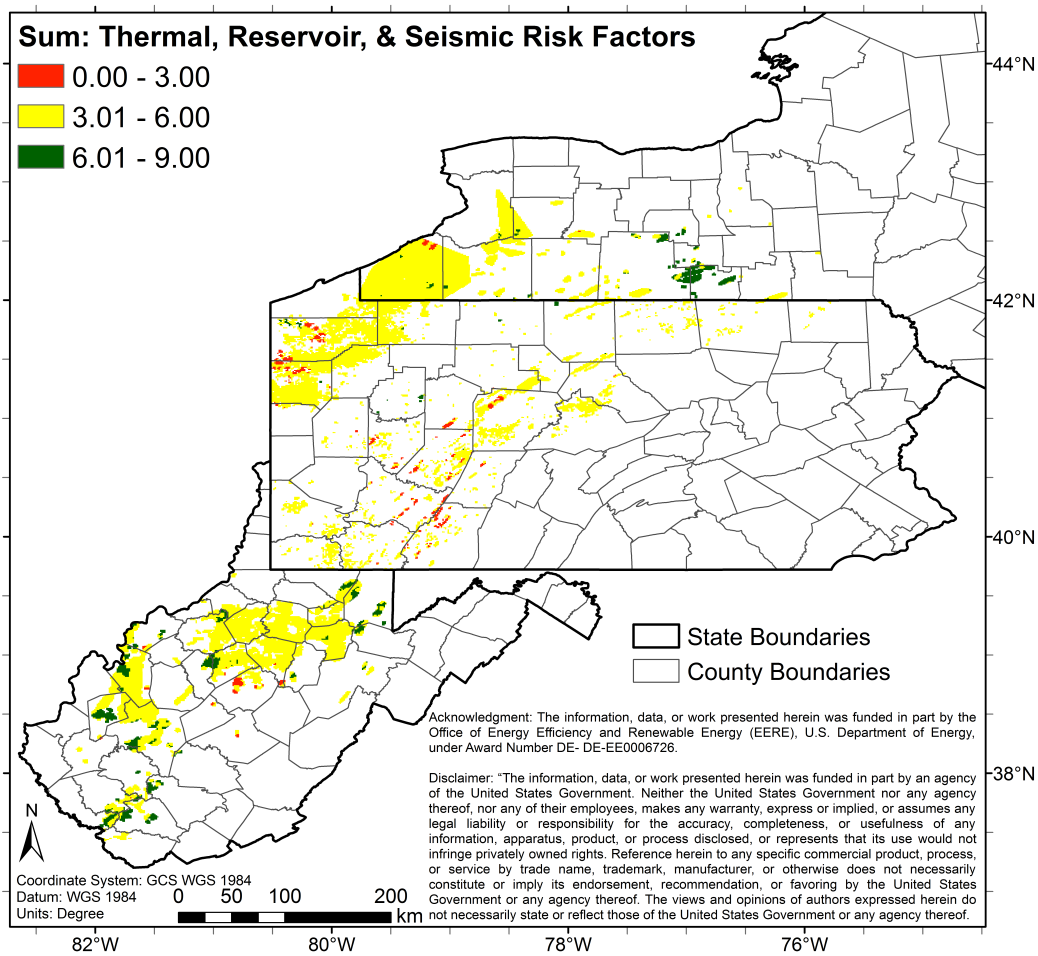 Sum: Thermal, Reservoir, & Seismic Risk Factors
0.00 - 3.00
3.01 - 6.00
6.01 - 9.00
44°N
42°N
40°N
38°N
State Boundaries
County Boundaries
Acknowledgment: The information, data, or work presented herein was funded in part by the
Office of Energy Efficiency and Renewable Energy (EERE), U.S. Department of Energy,
under Award Number DE- DE-EE0006726.
Disclaimer: “The information, data, or work presented herein was funded in part by an agency
of the United States Government. Neither the United States Government nor any agency
thereof, nor any of their employees, makes any warranty, express or implied, or assumes any
legal liability or responsibility for the accuracy, completeness, or usefulness of any
information, apparatus, product, or process disclosed, or represents that its use would not
infringe privately owned rights. Reference herein to any specific commercial product, process,
or service by trade name, trademark, manufacturer, or otherwise does not necessarily
constitute or imply its endorsement, recommendation, or favoring by the United States
Government or any agency thereof. The views and opinions of authors expressed herein do
not necessarily state or reflect those of the United States Government or any agency thereof.
N
Coordinate System: GCS WGS 1984
Datum: WGS 1984
Units: Degree
0 50 100 200
km
82°W 80°W 78°W 76°W